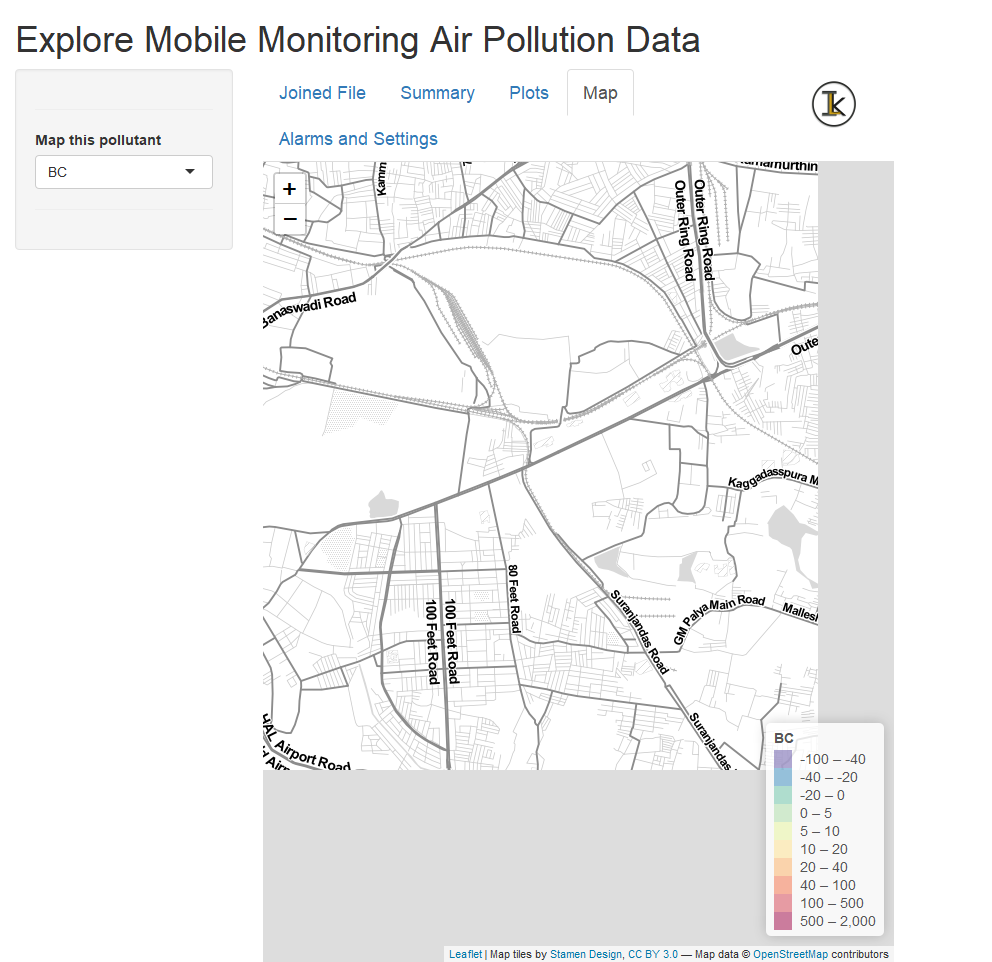 Explore Mobile Monitoring Air Pollution Data
Joined File
Summary
Plots
Map
Alarms and Settings
Map this pollutant
BC
+
−
Kamm
Outer Ring Road
Outer Ring Road
Banaswadi Road
Oute
Kaggadasspura M
80 Feet Road
100 Feet Road
100 Feet Road
Suranjandas Road
GM Palya Main Road
Mallesh
Suranjandas
HAL Airport Road
BC
-100 – -40
-40 – -20
-20 – 0
0 – 5
5 – 10
10 – 20
20 – 40
40 – 100
100 – 500
500 – 2,000
Leaflet | Map tiles by Stamen Design, CC BY 3.0 — Map data © OpenStreetMap contributors